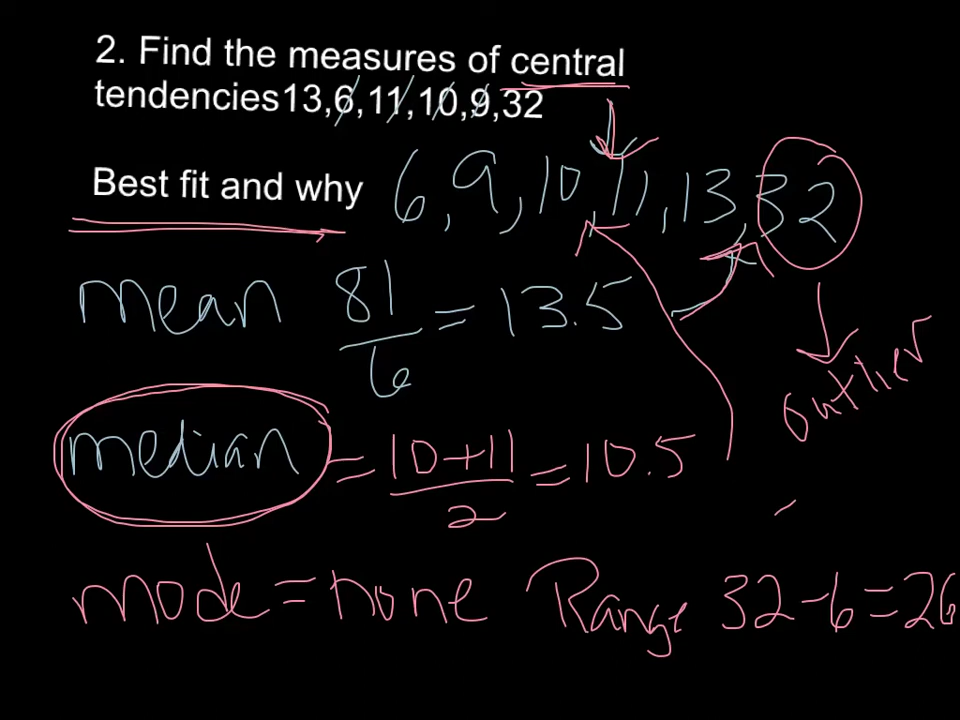 2. Find the measures of central
tendencies13,6,11,10,9,32
Best fit and why
6,9,10,11,13,32
mean 81/6 = 13.5
outlier
median = 10+11/2 = 10.5
mode = none Range 32-6=26